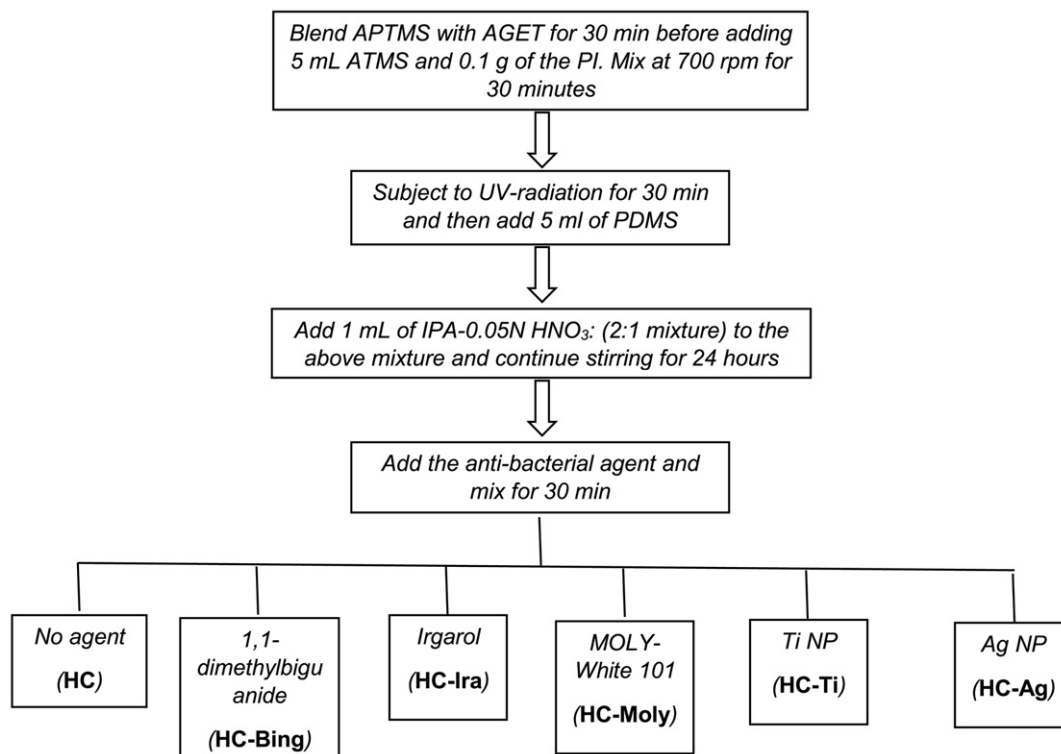 Blend APTMS with AGET for 30 min before adding
5 mL ATMS and 0.1 g of the PI. Mix at 700 rpm for
30 minutes
Subject to UV-radiation for 30 min
and then add 5 ml of PDMS
Add 1 mL of IPA-0.05N HNO₃: (2:1 mixture) to the
above mixture and continue stirring for 24 hours
Add the anti-bacterial agent and
mix for 30 min
No agent
(HC)
1,1-
dimethylbigu
anide
(HC-Bing)
Irgarol
(HC-Ira)
MOLY-
White 101
(HC-Moly)
Ti NP
(HC-Ti)
Ag NP
(HC-Ag)